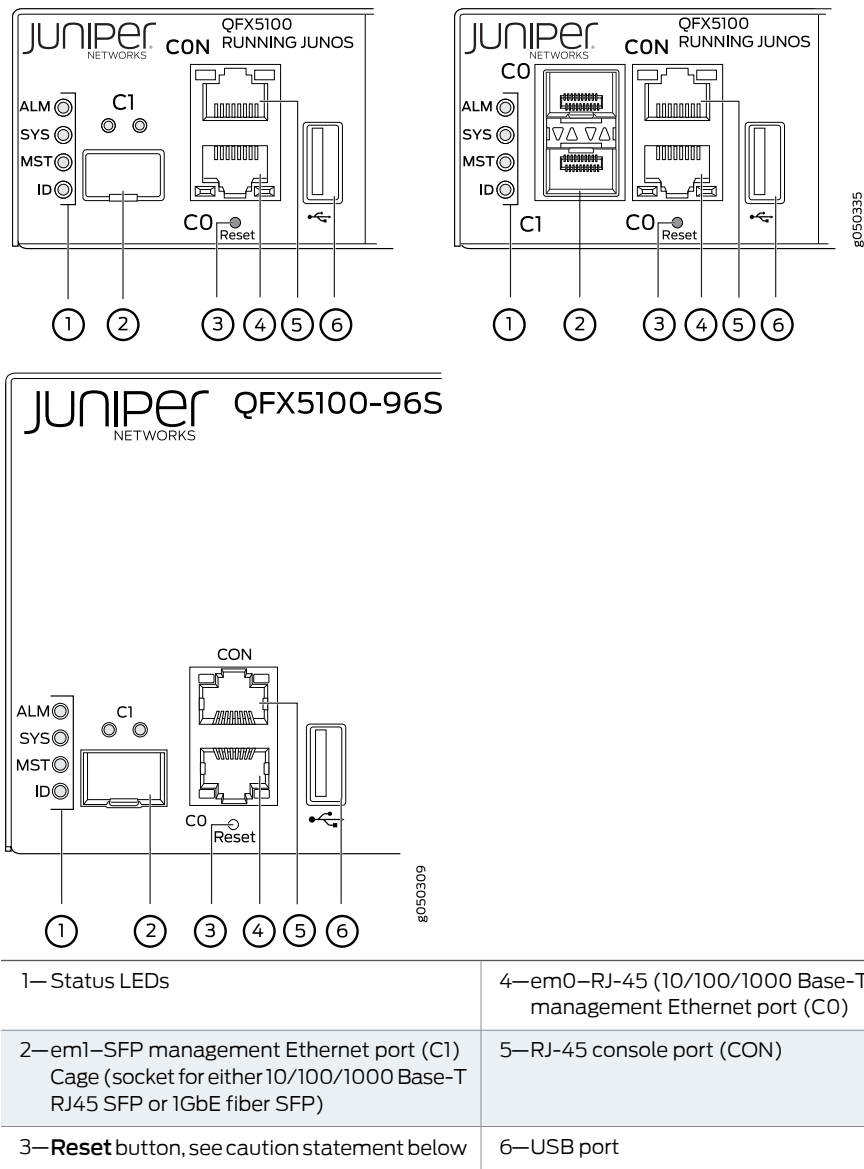 JUNIPER
NETWORKS
CON
QFX5100
RUNNING JUNOS
ALM
SYS
MST
ID
C1
C0
Reset
1
2
3
4
5
6
JUNIPER
NETWORKS
CON
QFX5100
RUNNING JUNOS
C0
ALM
SYS
MST
ID
C1
C0
Reset
g050335
1
2
3
4
5
6
JUNIPER
NETWORKS
QFX5100-96S
CON
ALM
SYS
MST
ID
C1
C0
Reset
g050309
1
2
3
4
5
6
1—Status LEDs
4—em0–RJ-45 (10/100/1000 Base-T
management Ethernet port (C0)
2—em1–SFP management Ethernet port (C1)
Cage (socket for either 10/100/1000 Base-T
RJ45 SFP or 1GbE fiber SFP)
5—RJ-45 console port (CON)
3—Reset button, see caution statement below
6—USB port